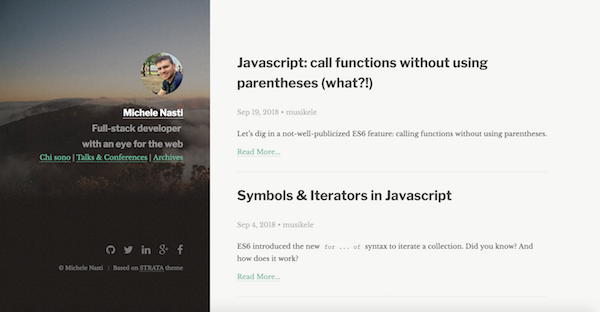 Michele Nasti
Full-stack developer
with an eye for the web
Chi sono | Talks & Conferences | Archives
© Michele Nasti | Based on STRATA theme
Javascript: call functions without using
parentheses (what?!)
Sep 19, 2018 • musikele
Let's dig in a not-well-publicized ES6 feature: calling functions without using parentheses.
Read More...
Symbols & Iterators in Javascript
Sep 4, 2018 • musikele
ES6 introduced the new for ... of syntax to iterate a collection. Did you know? And
how does it work?
Read More...